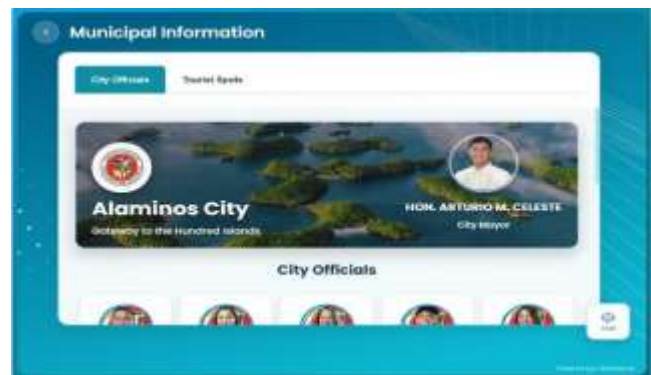 Municipal Information
City Officials
Tourist Spots
Alaminos City
Gateway to the Hundred Islands
HON. ARTURIO M. CELESTE
City Mayor
City Officials